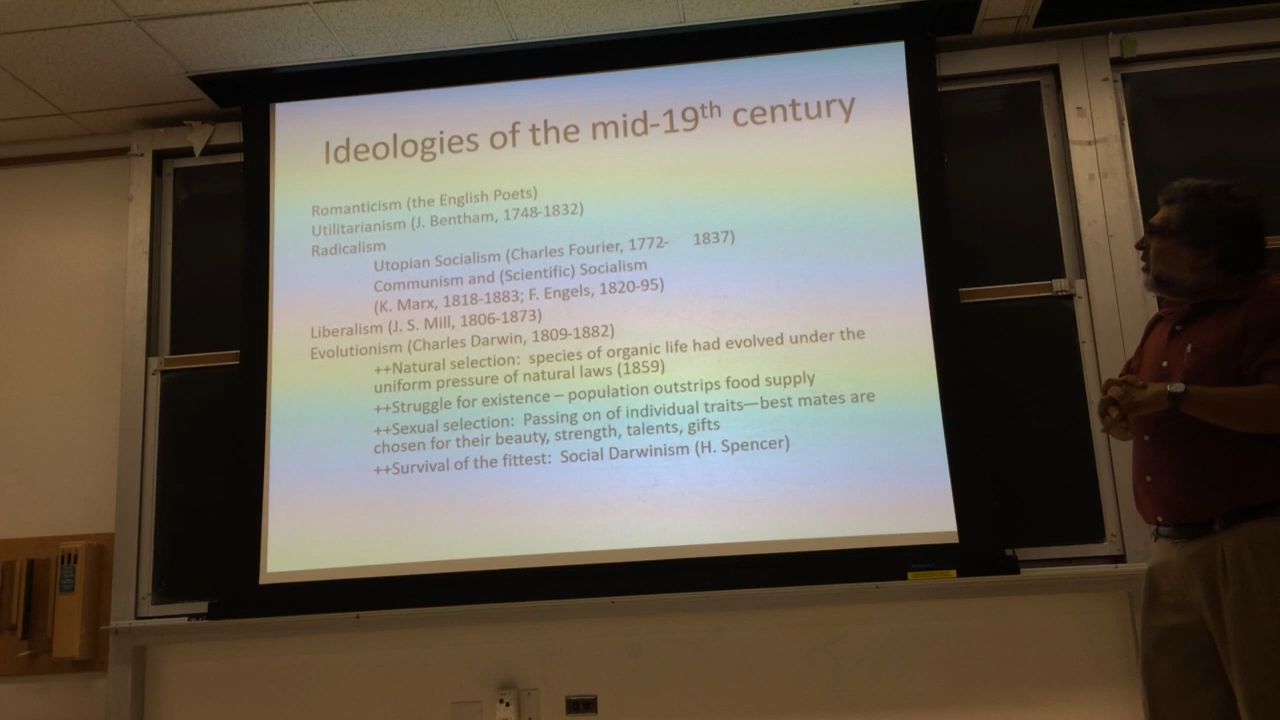 Ideologies of the mid-19th century
Romanticism (the English Poets)
Utilitarianism (J. Bentham, 1748-1832)
Radicalism
Utopian Socialism (Charles Fourier, 1772- 1837)
Communism and (Scientific) Socialism
(K. Marx, 1818-1883; F. Engels, 1820-95)
Liberalism (J. S. Mill, 1806-1873)
Evolutionism (Charles Darwin, 1809-1882)
++Natural selection: species of organic life had evolved under the
uniform pressure of natural laws (1859)
++Struggle for existence – population outstrips food supply
++Sexual selection: Passing on of individual traits—best mates are
chosen for their beauty, strength, talents, gifts
++Survival of the fittest: Social Darwinism (H. Spencer)